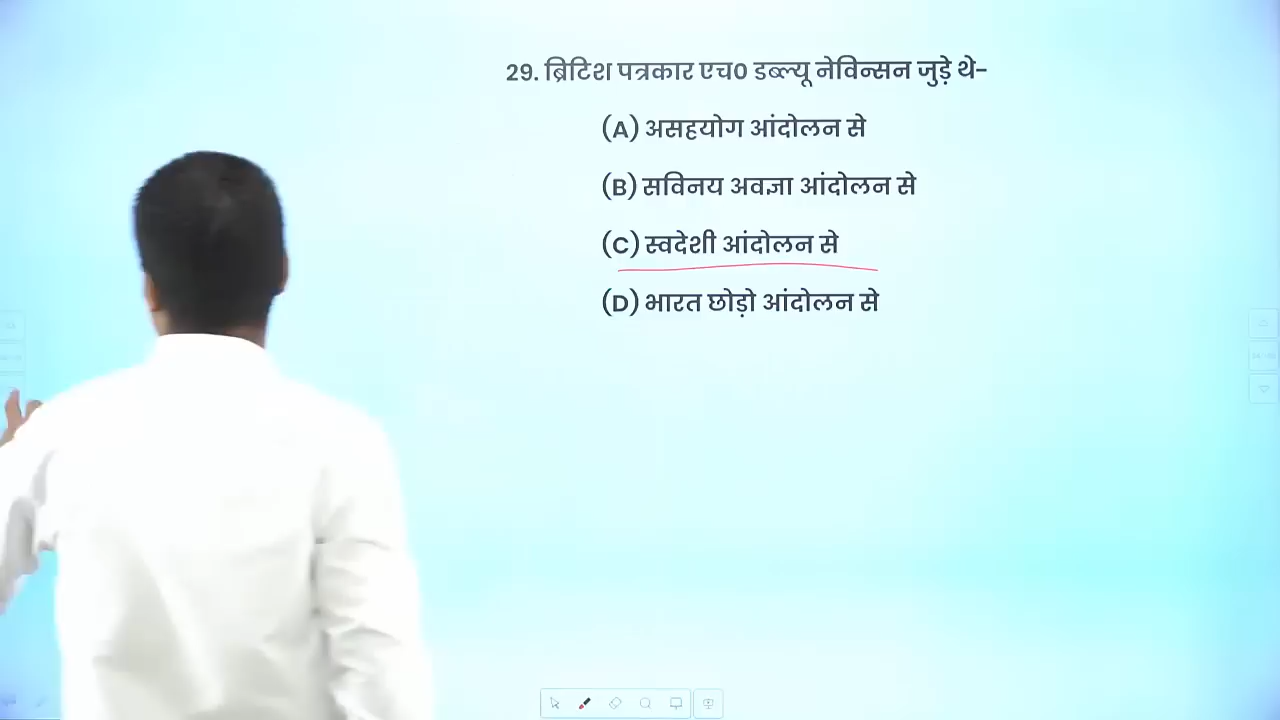 29. ब्रिटिश पत्रकार एच0 डब्ल्यू नेविन्सन जुड़े थे-
(A) असहयोग आंदोलन से
(B) सविनय अवज्ञा आंदोलन से
(C) स्वदेशी आंदोलन से
(D) भारत छोड़ो आंदोलन से